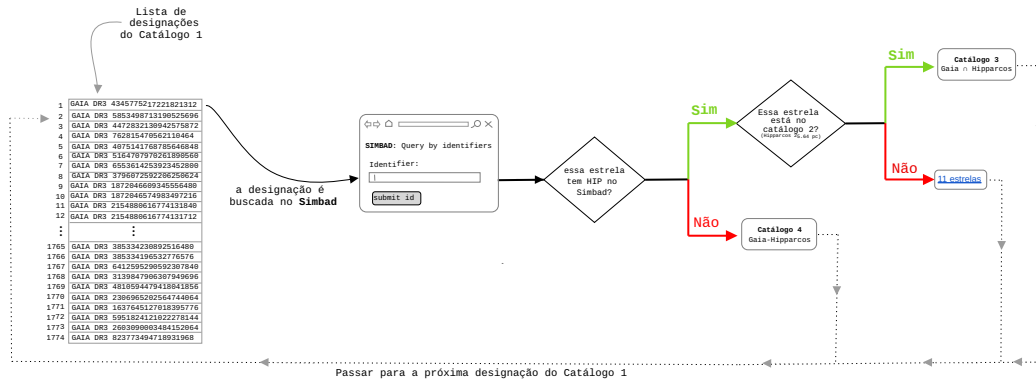 Lista de
designações
do Catálogo 1
1 GAIA DR3 4345775217221821312
2 GAIA DR3 5853498713190525696
3 GAIA DR3 4472832130942575872
4 GAIA DR3 762815470562110464
5 GAIA DR3 4075141768785646848
6 GAIA DR3 5164707970261890560
7 GAIA DR3 6553614253923452800
8 GAIA DR3 3796072592206250624
9 GAIA DR3 1872046609345556480
10 GAIA DR3 1872046574983497216
11 GAIA DR3 2154880616774131840
12 GAIA DR3 2154880616774131712
⋮ ⋮
1765 GAIA DR3 385334230892516480
1766 GAIA DR3 385334196532776576
1767 GAIA DR3 6412595290592307840
1768 GAIA DR3 3139847906307949696
1769 GAIA DR3 4810594479418041856
1770 GAIA DR3 2306965202564744064
1771 GAIA DR3 1637645127018395776
1772 GAIA DR3 5951824121022278144
1773 GAIA DR3 2603090003484152064
1774 GAIA DR3 823773494718931968
a designação é
buscada no Simbad
SIMBAD: Query by identifiers
Identifier:
submit id
essa estrela
tem HIP no
Simbad?
Sim
Não
Catálogo 4
Gaia-Hipparcos
Essa estrela
está no
catálogo 2?
Sim
Não
Catálogo 3
Gaia ∩ Hipparcos
11 estrelas
Passar para a próxima designação do Catálogo 1